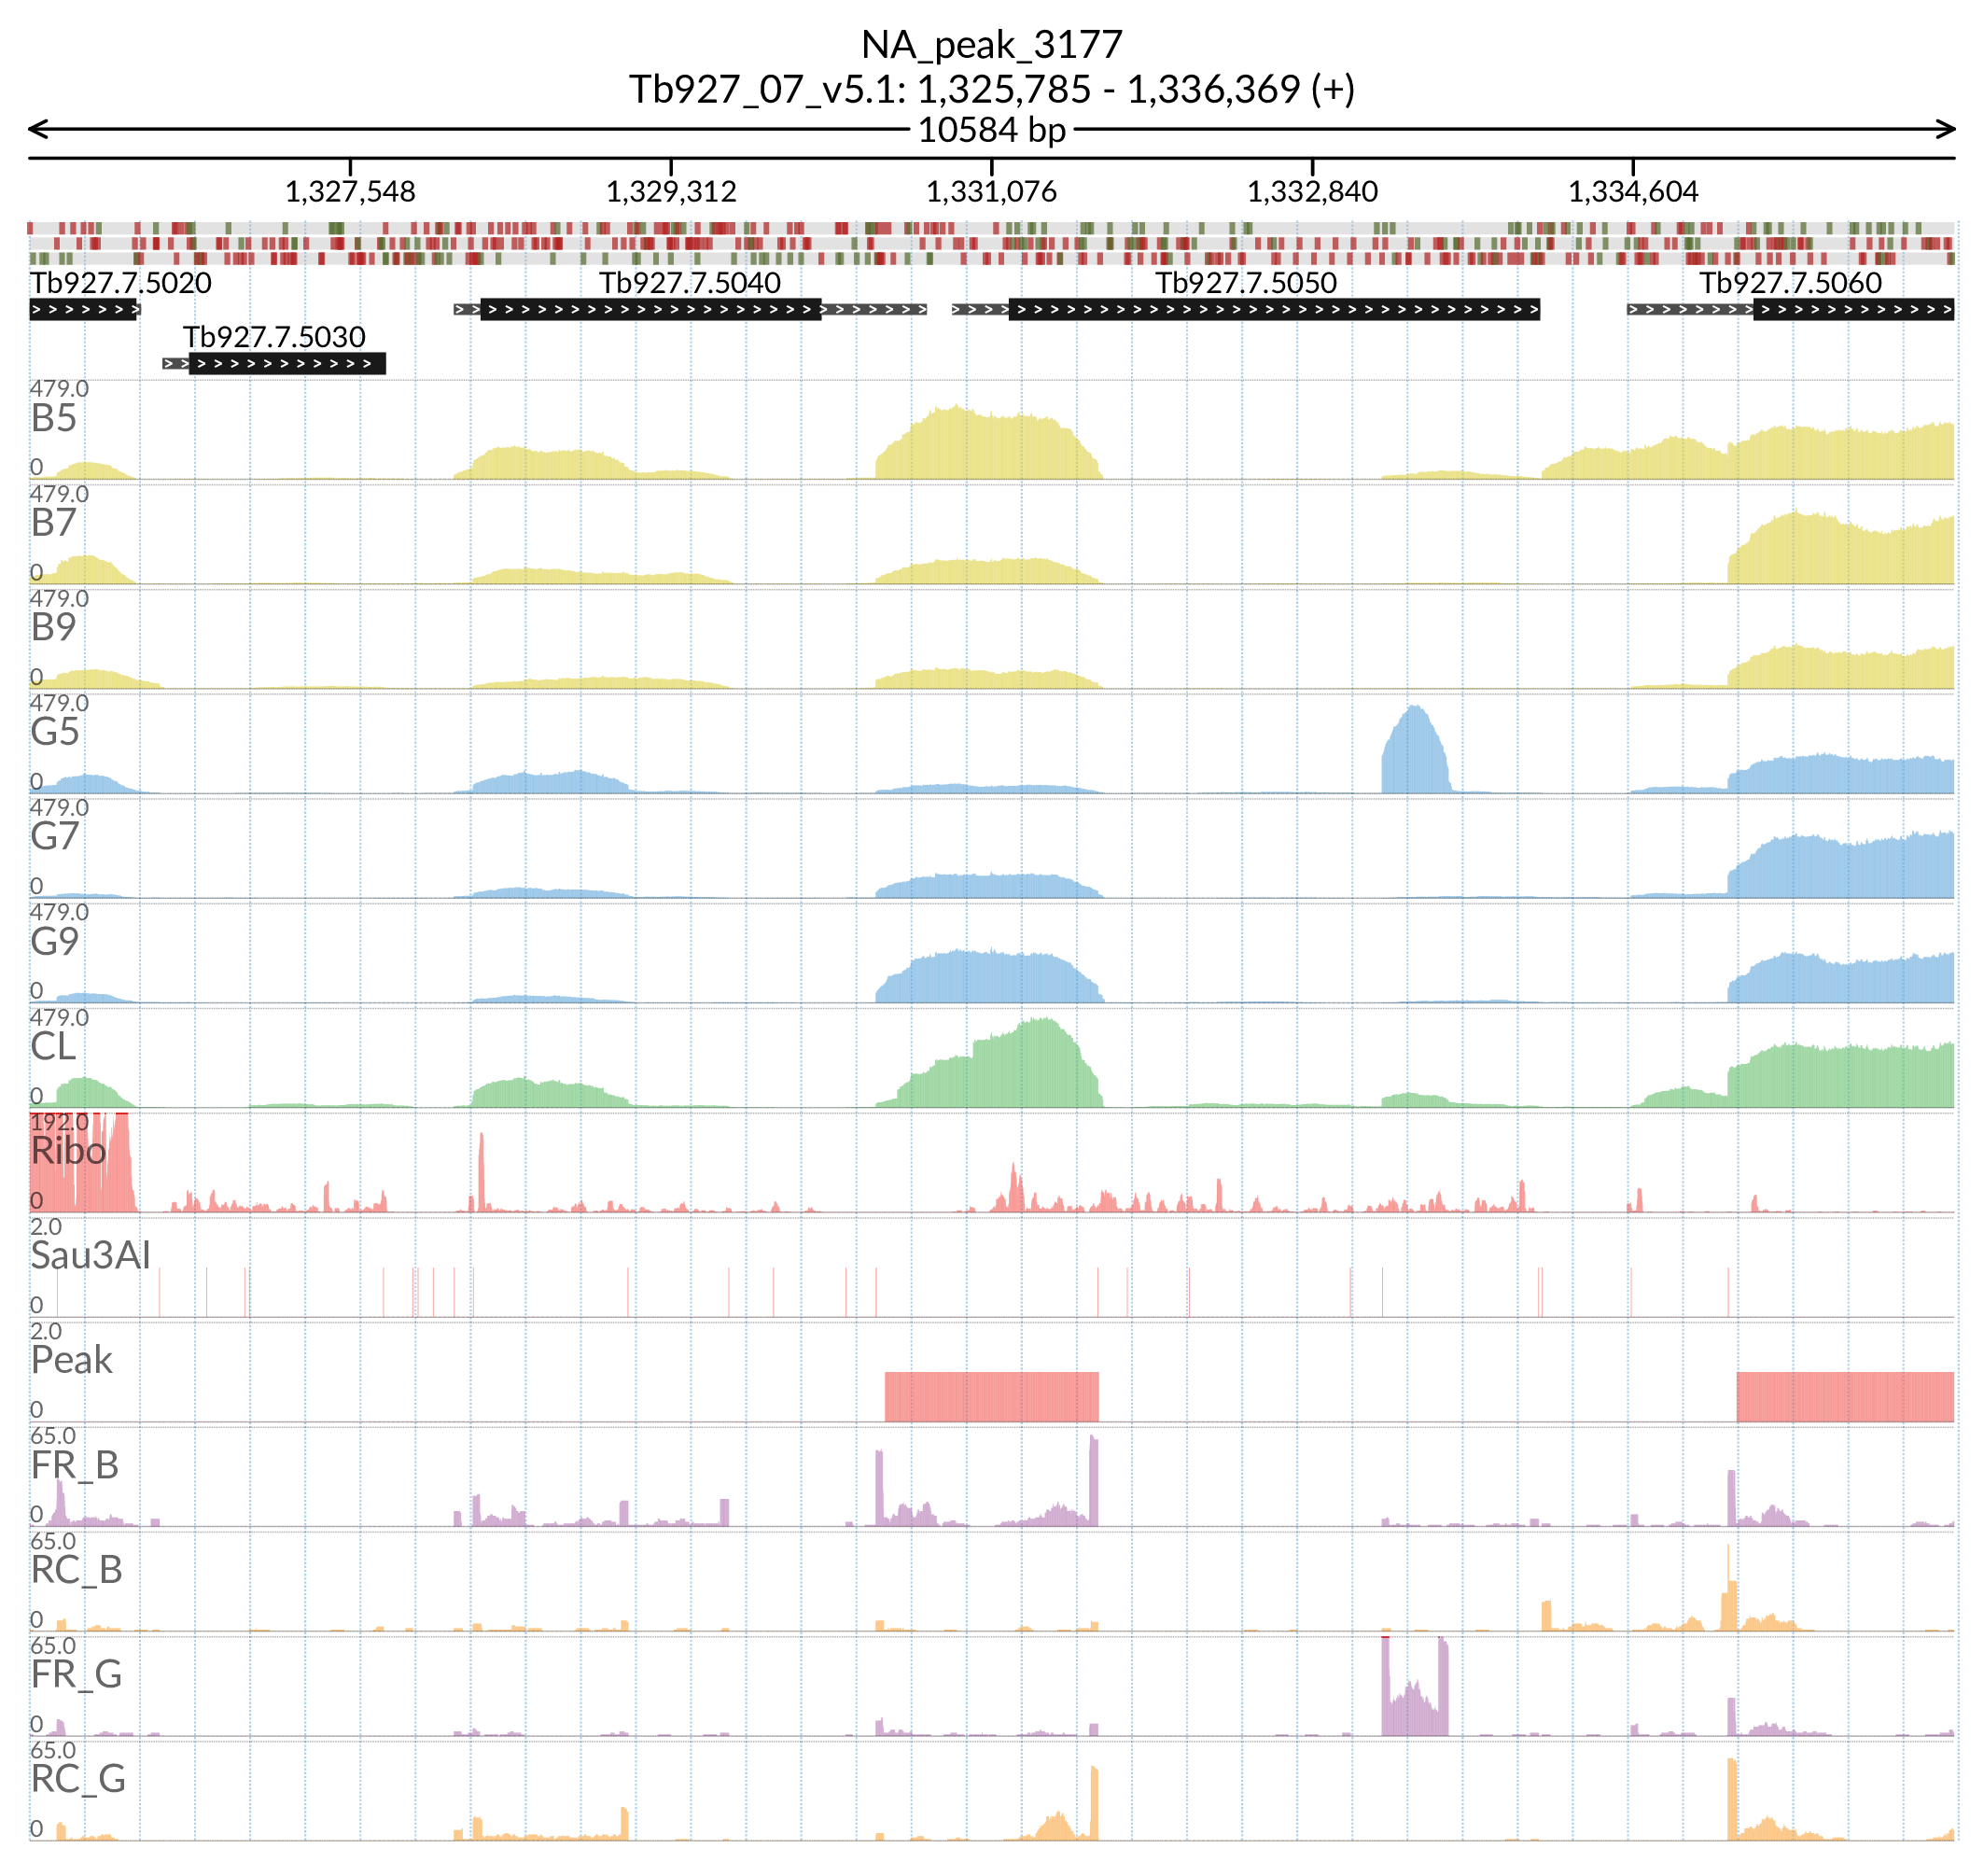 NA_peak_3177
Tb927_07_v5.1: 1,325,785 - 1,336,369 (+)
10584 bp
1,327,548 1,329,312 1,331,076 1,332,840 1,334,604
Tb927.7.5020 Tb927.7.5040 Tb927.7.5050 Tb927.7.5060
Tb927.7.5030
479.0
B5
0
479.0
B7
0
479.0
B9
0
479.0
G5
0
479.0
G7
0
479.0
G9
0
479.0
CL
0
192.0
Ribo
0
2.0
Sau3AI
0
2.0
Peak
0
65.0
FR_B
0
65.0
RC_B
0
65.0
FR_G
0
65.0
RC_G
0